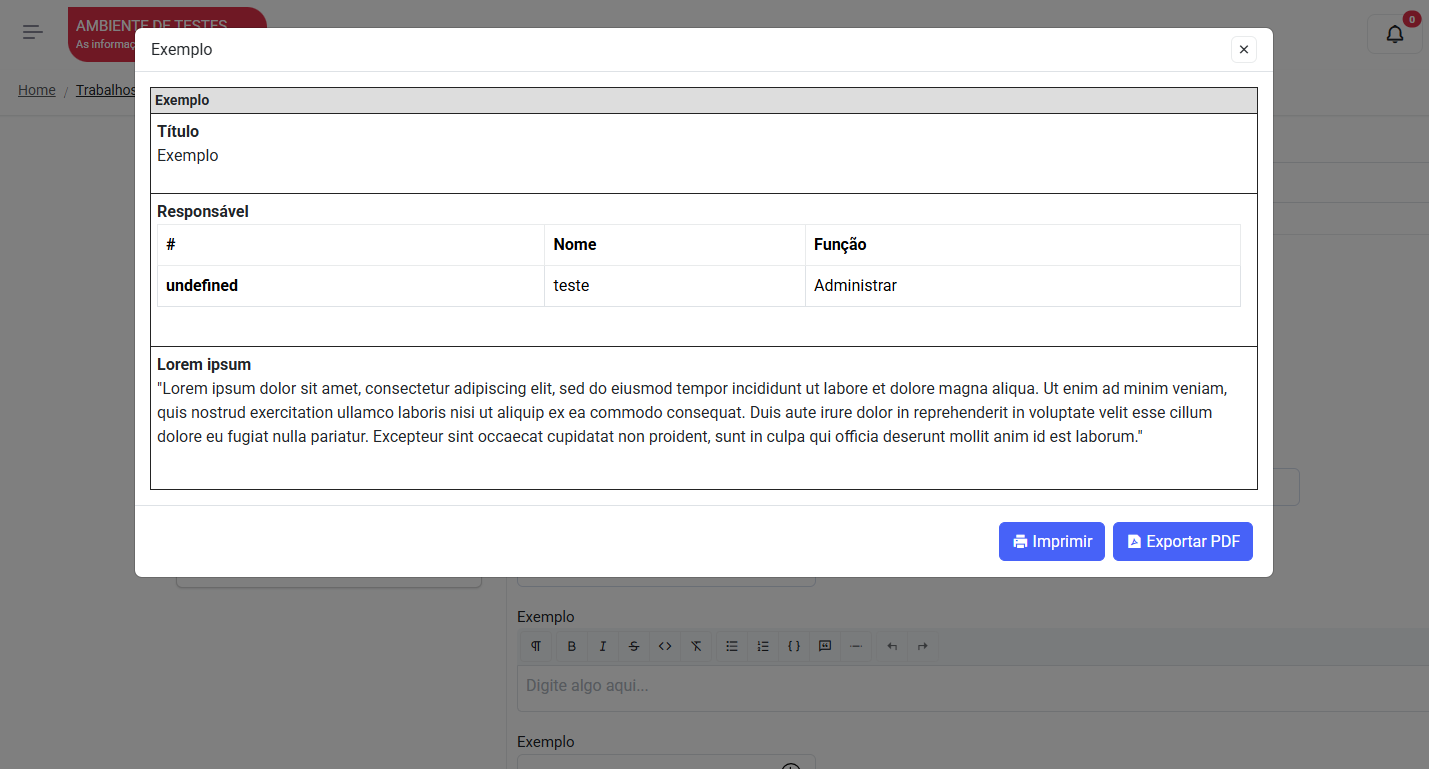 AMBIENTE DE TESTES
As informaç
0
Home / Trabalhos
Exemplo
Exemplo
Título
Exemplo
Responsável
# Nome Função
undefined teste Administrar
Lorem ipsum
"Lorem ipsum dolor sit amet, consectetur adipiscing elit, sed do eiusmod tempor incididunt ut labore et dolore magna aliqua. Ut enim ad minim veniam,
quis nostrud exercitation ullamco laboris nisi ut aliquip ex ea commodo consequat. Duis aute irure dolor in reprehenderit in voluptate velit esse cillum
dolore eu fugiat nulla pariatur. Excepteur sint occaecat cupidatat non proident, sunt in culpa qui officia deserunt mollit anim id est laborum."
Imprimir Exportar PDF
Exemplo
Digite algo aqui...
Exemplo